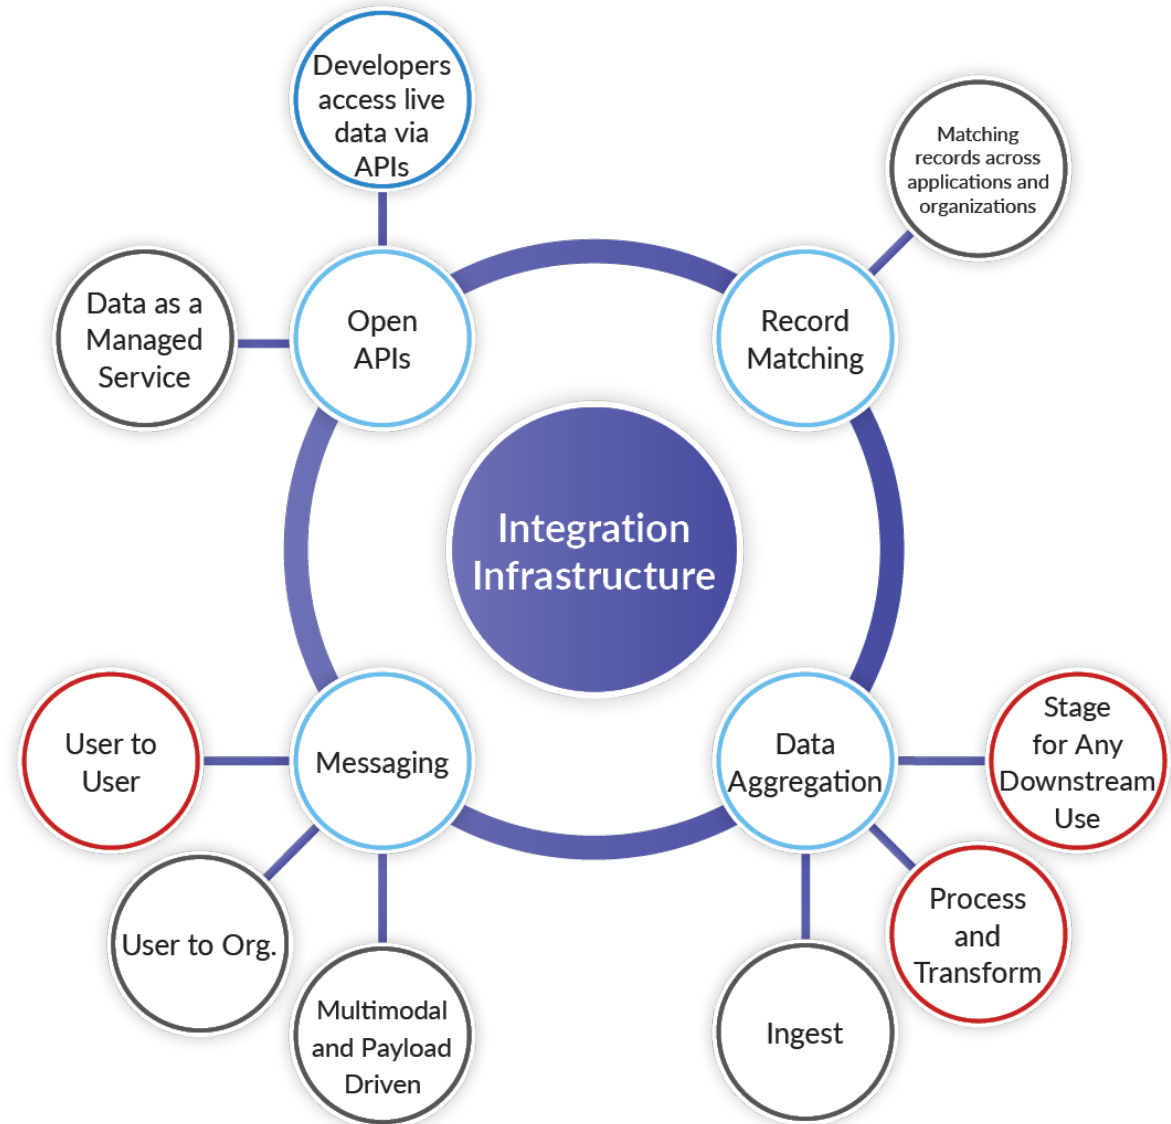 Developers
access live
data via
APIs
Matching
records across
applications and
organizations
Data as a
Managed
Service
Open
APIs
Record
Matching
Integration
Infrastructure
User to
User
Messaging
Data
Aggregation
Stage
for Any
Downstream
Use
User to Org.
Process
and
Transform
Multimodal
and Payload
Driven
Ingest